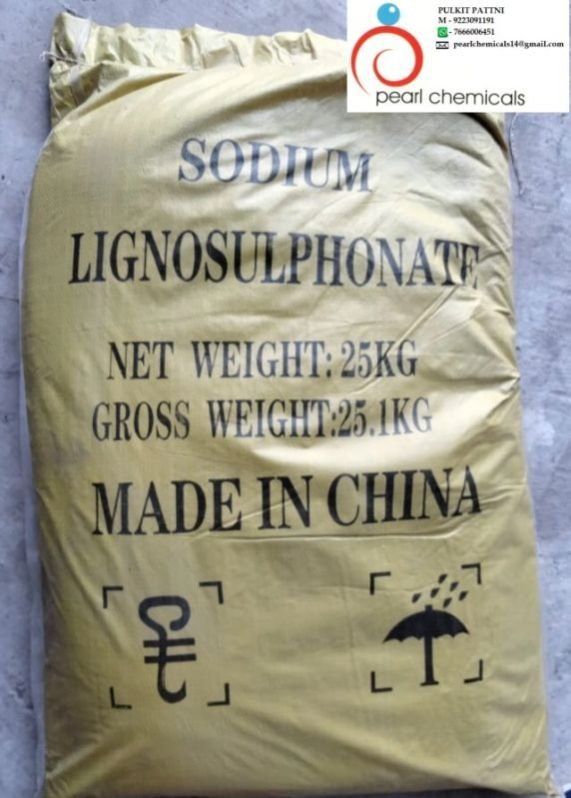 PULKIT PATTNI
M - 9223091191
- 7666006451
pearlchemicals14@gmail.com
pearl chemicals
SODIUM
LIGNOSULPHONATE
NET WEIGHT: 25KG
GROSS WEIGHT:25.1KG
MADE IN CHINA